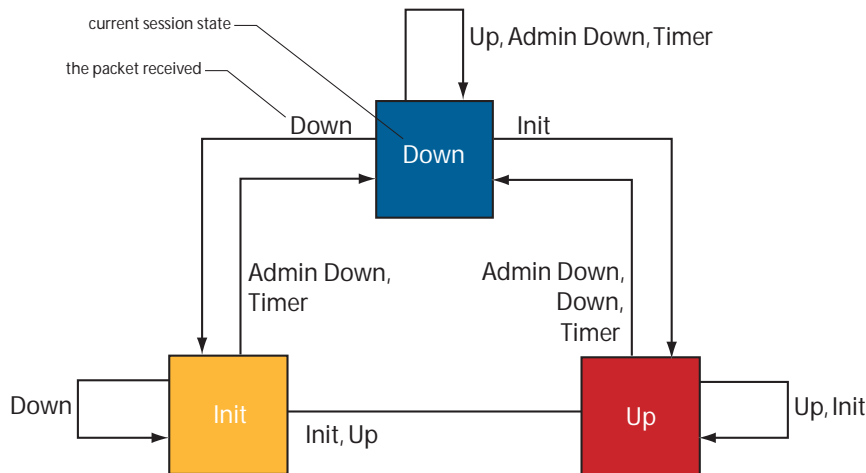 current session state
Up, Admin Down, Timer
the packet received
Down
Init
Down
Admin Down,
Timer
Admin Down,
Down,
Timer
Down
Init
Init, Up
Up
Up, Init